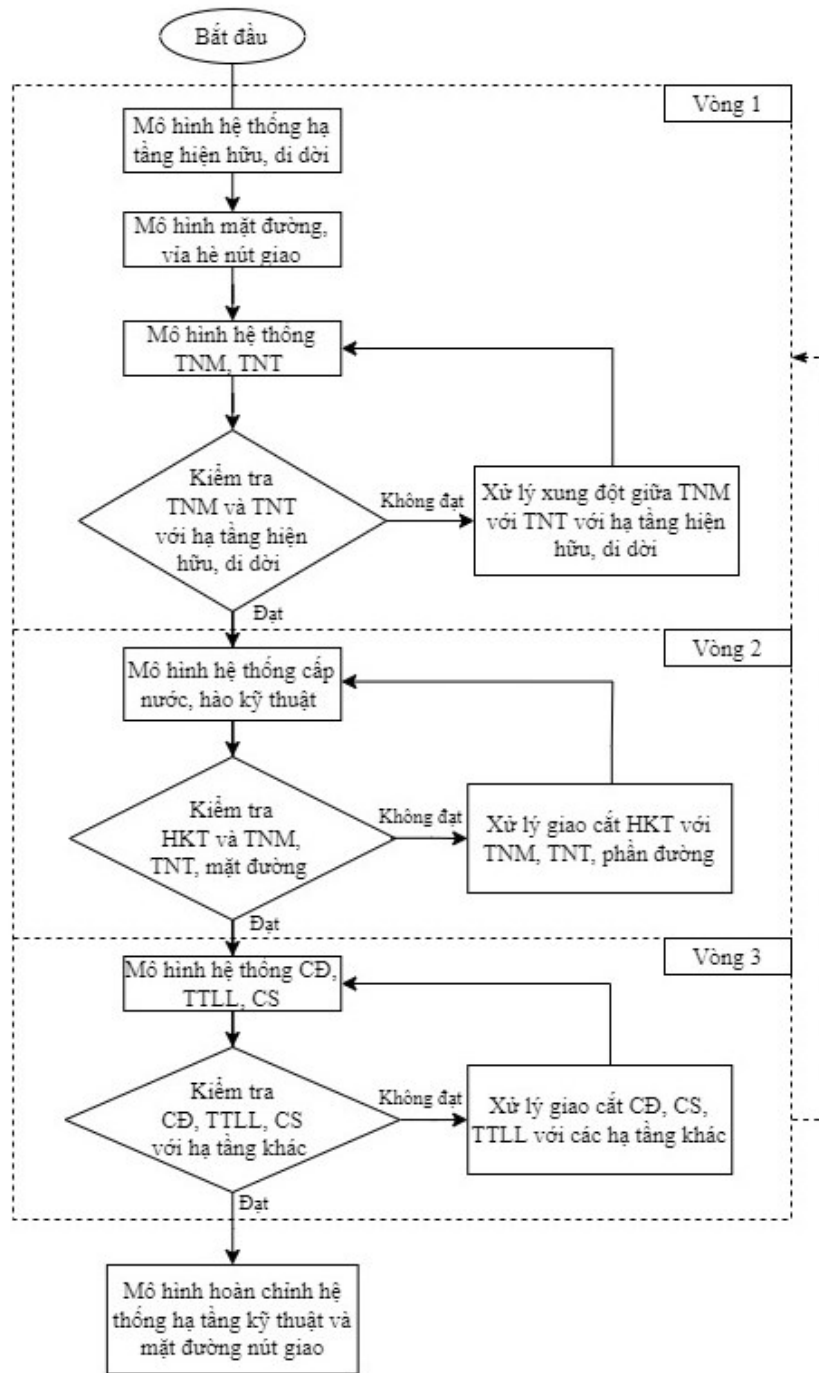 Bắt đầu
Vòng 1
Mô hình hệ thống hạ
tầng hiện hữu, di dời
Mô hình mặt đường,
vỉa hè nút giao
Mô hình hệ thống
TNM, TNT
Kiểm tra
TNM và TNT
với hạ tầng hiện
hữu, di dời
Không đạt
Xử lý xung đột giữa TNM
với TNT với hạ tầng hiện
hữu, di dời
Đạt
Vòng 2
Mô hình hệ thống cấp
nước, hào kỹ thuật
Kiểm tra
HKT và TNM,
TNT, mặt đường
Không đạt
Xử lý giao cắt HKT với
TNM, TNT, phần đường
Đạt
Vòng 3
Mô hình hệ thống CĐ,
TTLL, CS
Kiểm tra
CĐ, TTLL, CS
với hạ tầng khác
Không đạt
Xử lý giao cắt CĐ, CS,
TTLL với các hạ tầng khác
Đạt
Mô hình hoàn chỉnh hệ
thống hạ tầng kỹ thuật và
mặt đường nút giao